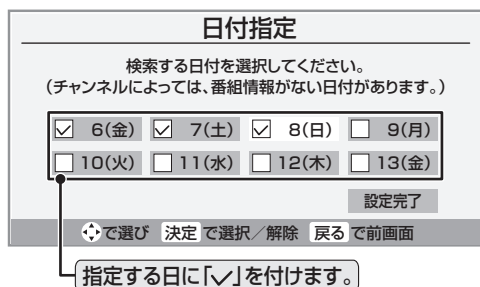 日付指定
検索する日付を選択してください。
（チャンネルによっては、番組情報がない日付があります。）
✓ 6(金) ✓ 7(土) ✓ 8(日) 9(月)
10(火) 11(水) 12(木) 13(金)
設定完了
で選び 決定 で選択／解除 戻る で前画面
指定する日に「✓」を付けます。